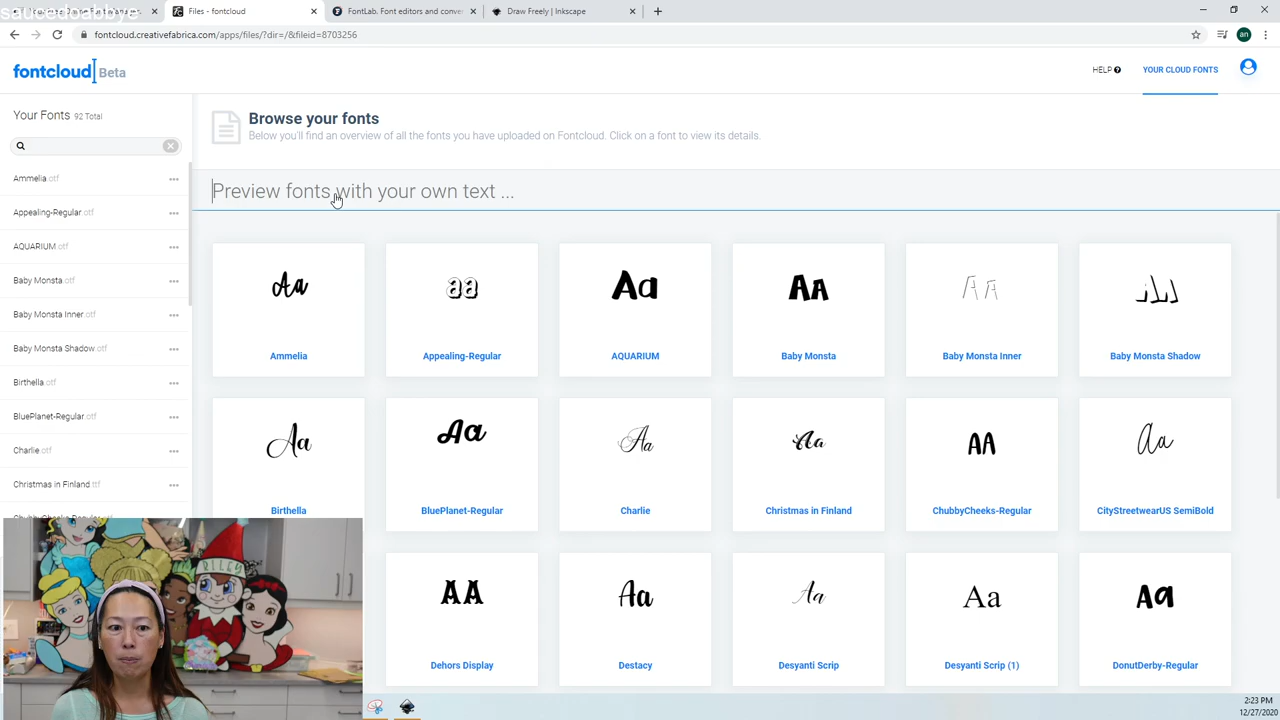 saucedoabbye
Files - fontcloud
FontLab. Font editors and conver
Draw Freely | Inkscape
fontcloud.creativefabrica.com/apps/files/?dir=/&fileid=8703256
an
fontcloud Beta
HELP
YOUR CLOUD FONTS
Your Fonts 92 Total
Browse your fonts
Below you'll find an overview of all the fonts you have uploaded on Fontcloud. Click on a font to view its details.
Preview fonts with your own text ...
Ammelia.otf
Appealing-Regular.otf
AQUARIUM.otf
Baby Monsta.otf
Baby Monsta Inner.otf
Baby Monsta Shadow.otf
Birthella.otf
BluePlanet-Regular.otf
Charlie.otf
Christmas in Finland.ttf
Aa aa Aa AA AA AA
Ammelia Appealing-Regular AQUARIUM Baby Monsta Baby Monsta Inner Baby Monsta Shadow
Aa Aa Aa Aa AA Aa
Birthella BluePlanet-Regular Charlie Christmas in Finland ChubbyCheeks-Regular CityStreetwearUS SemiBold
AA Aa Aa Aa Aa
Dehors Display Destacy Desyanti Scrip Desyanti Scrip (1) DonutDerby-Regular
RILEY
2:23 PM
12/27/2020